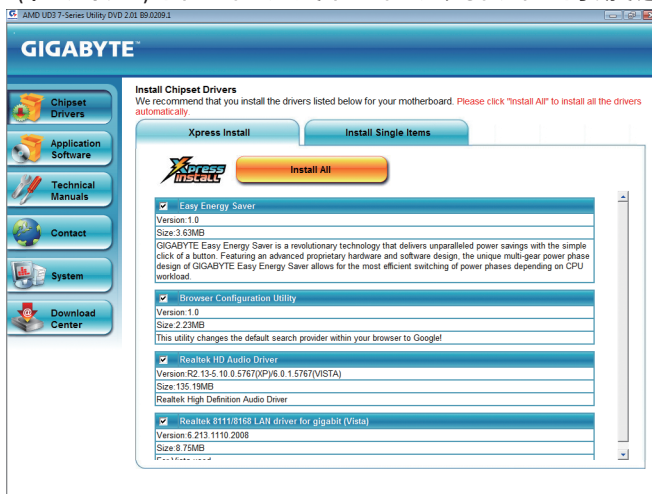 AMD UD3 7-Series Utility DVD 2.01 B9.0209.1
GIGABYTE™
Chipset
Drivers
Application
Software
Technical
Manuals
Contact
System
Download
Center
Install Chipset Drivers
We recommend that you install the drivers listed below for your motherboard. Please click "Install All" to install all the drivers
automatically.
Xpress Install
Install Single Items
Xpress
INSTALL
Install All
Easy Energy Saver
Version:1.0
Size:3.63MB
GIGABYTE Easy Energy Saver is a revolutionary technology that delivers unparalleled power savings with the simple
click of a button. Featuring an advanced proprietary hardware and software design, the unique multi-gear power phase
design of GIGABYTE Easy Energy Saver allows for the most efficient switching of power phases depending on CPU
workload.
Browser Configuration Utility
Version:1.0
Size:2.23MB
This utility changes the default search provider within your browser to Google!
Realtek HD Audio Driver
Version:R2.13-5.10.0.5767(XP)/6.0.1.5767(VISTA)
Size:135.19MB
Realtek High Definition Audio Driver
Realtek 8111/8168 LAN driver for gigabit (Vista)
Version:6.213.1110.2008
Size:8.75MB
For Vista used